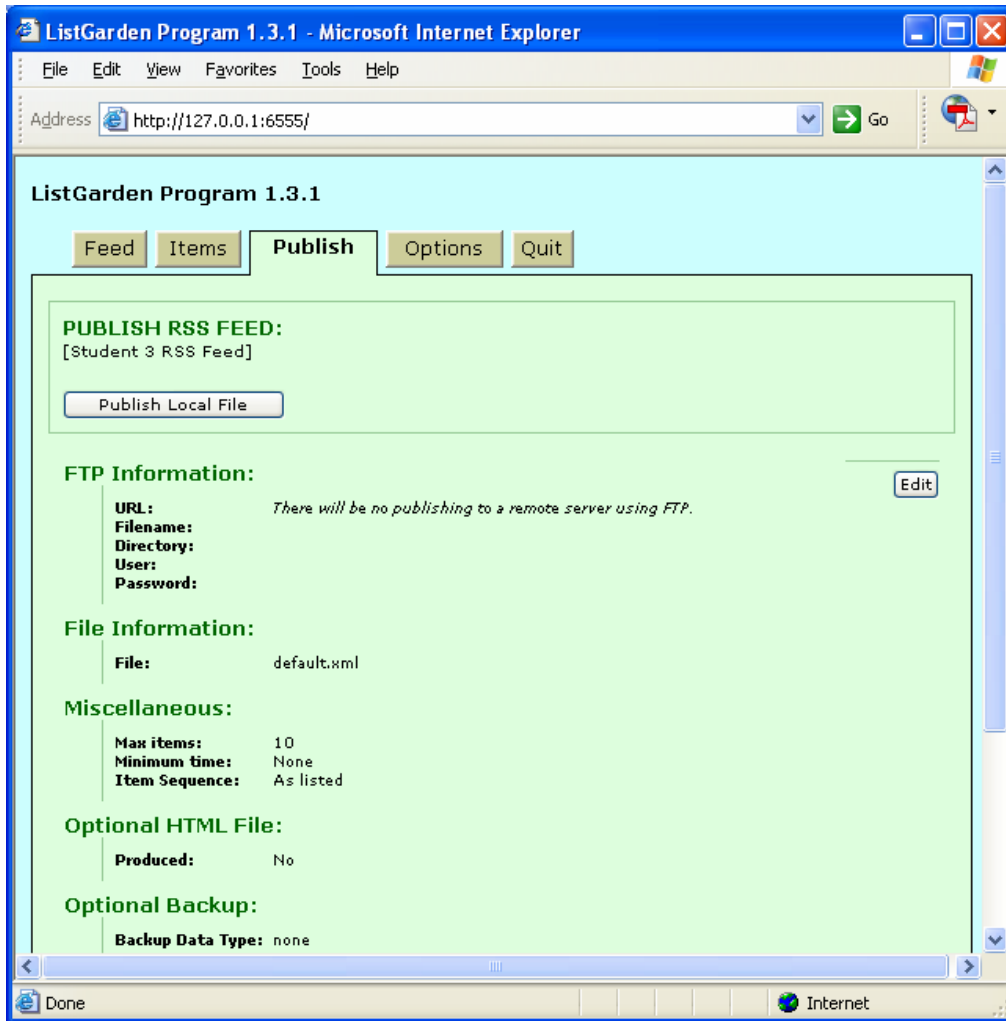 ListGarden Program 1.3.1 - Microsoft Internet Explorer
File Edit View Favorites Tools Help
Address http://127.0.0.1:6555/ Go
ListGarden Program 1.3.1
Feed Items Publish Options Quit
PUBLISH RSS FEED:
[Student 3 RSS Feed]
Publish Local File
FTP Information:
Edit
URL: There will be no publishing to a remote server using FTP.
Filename:
Directory:
User:
Password:
File Information:
File: default.xml
Miscellaneous:
Max items: 10
Minimum time: None
Item Sequence: As listed
Optional HTML File:
Produced: No
Optional Backup:
Backup Data Type: none
Done Internet